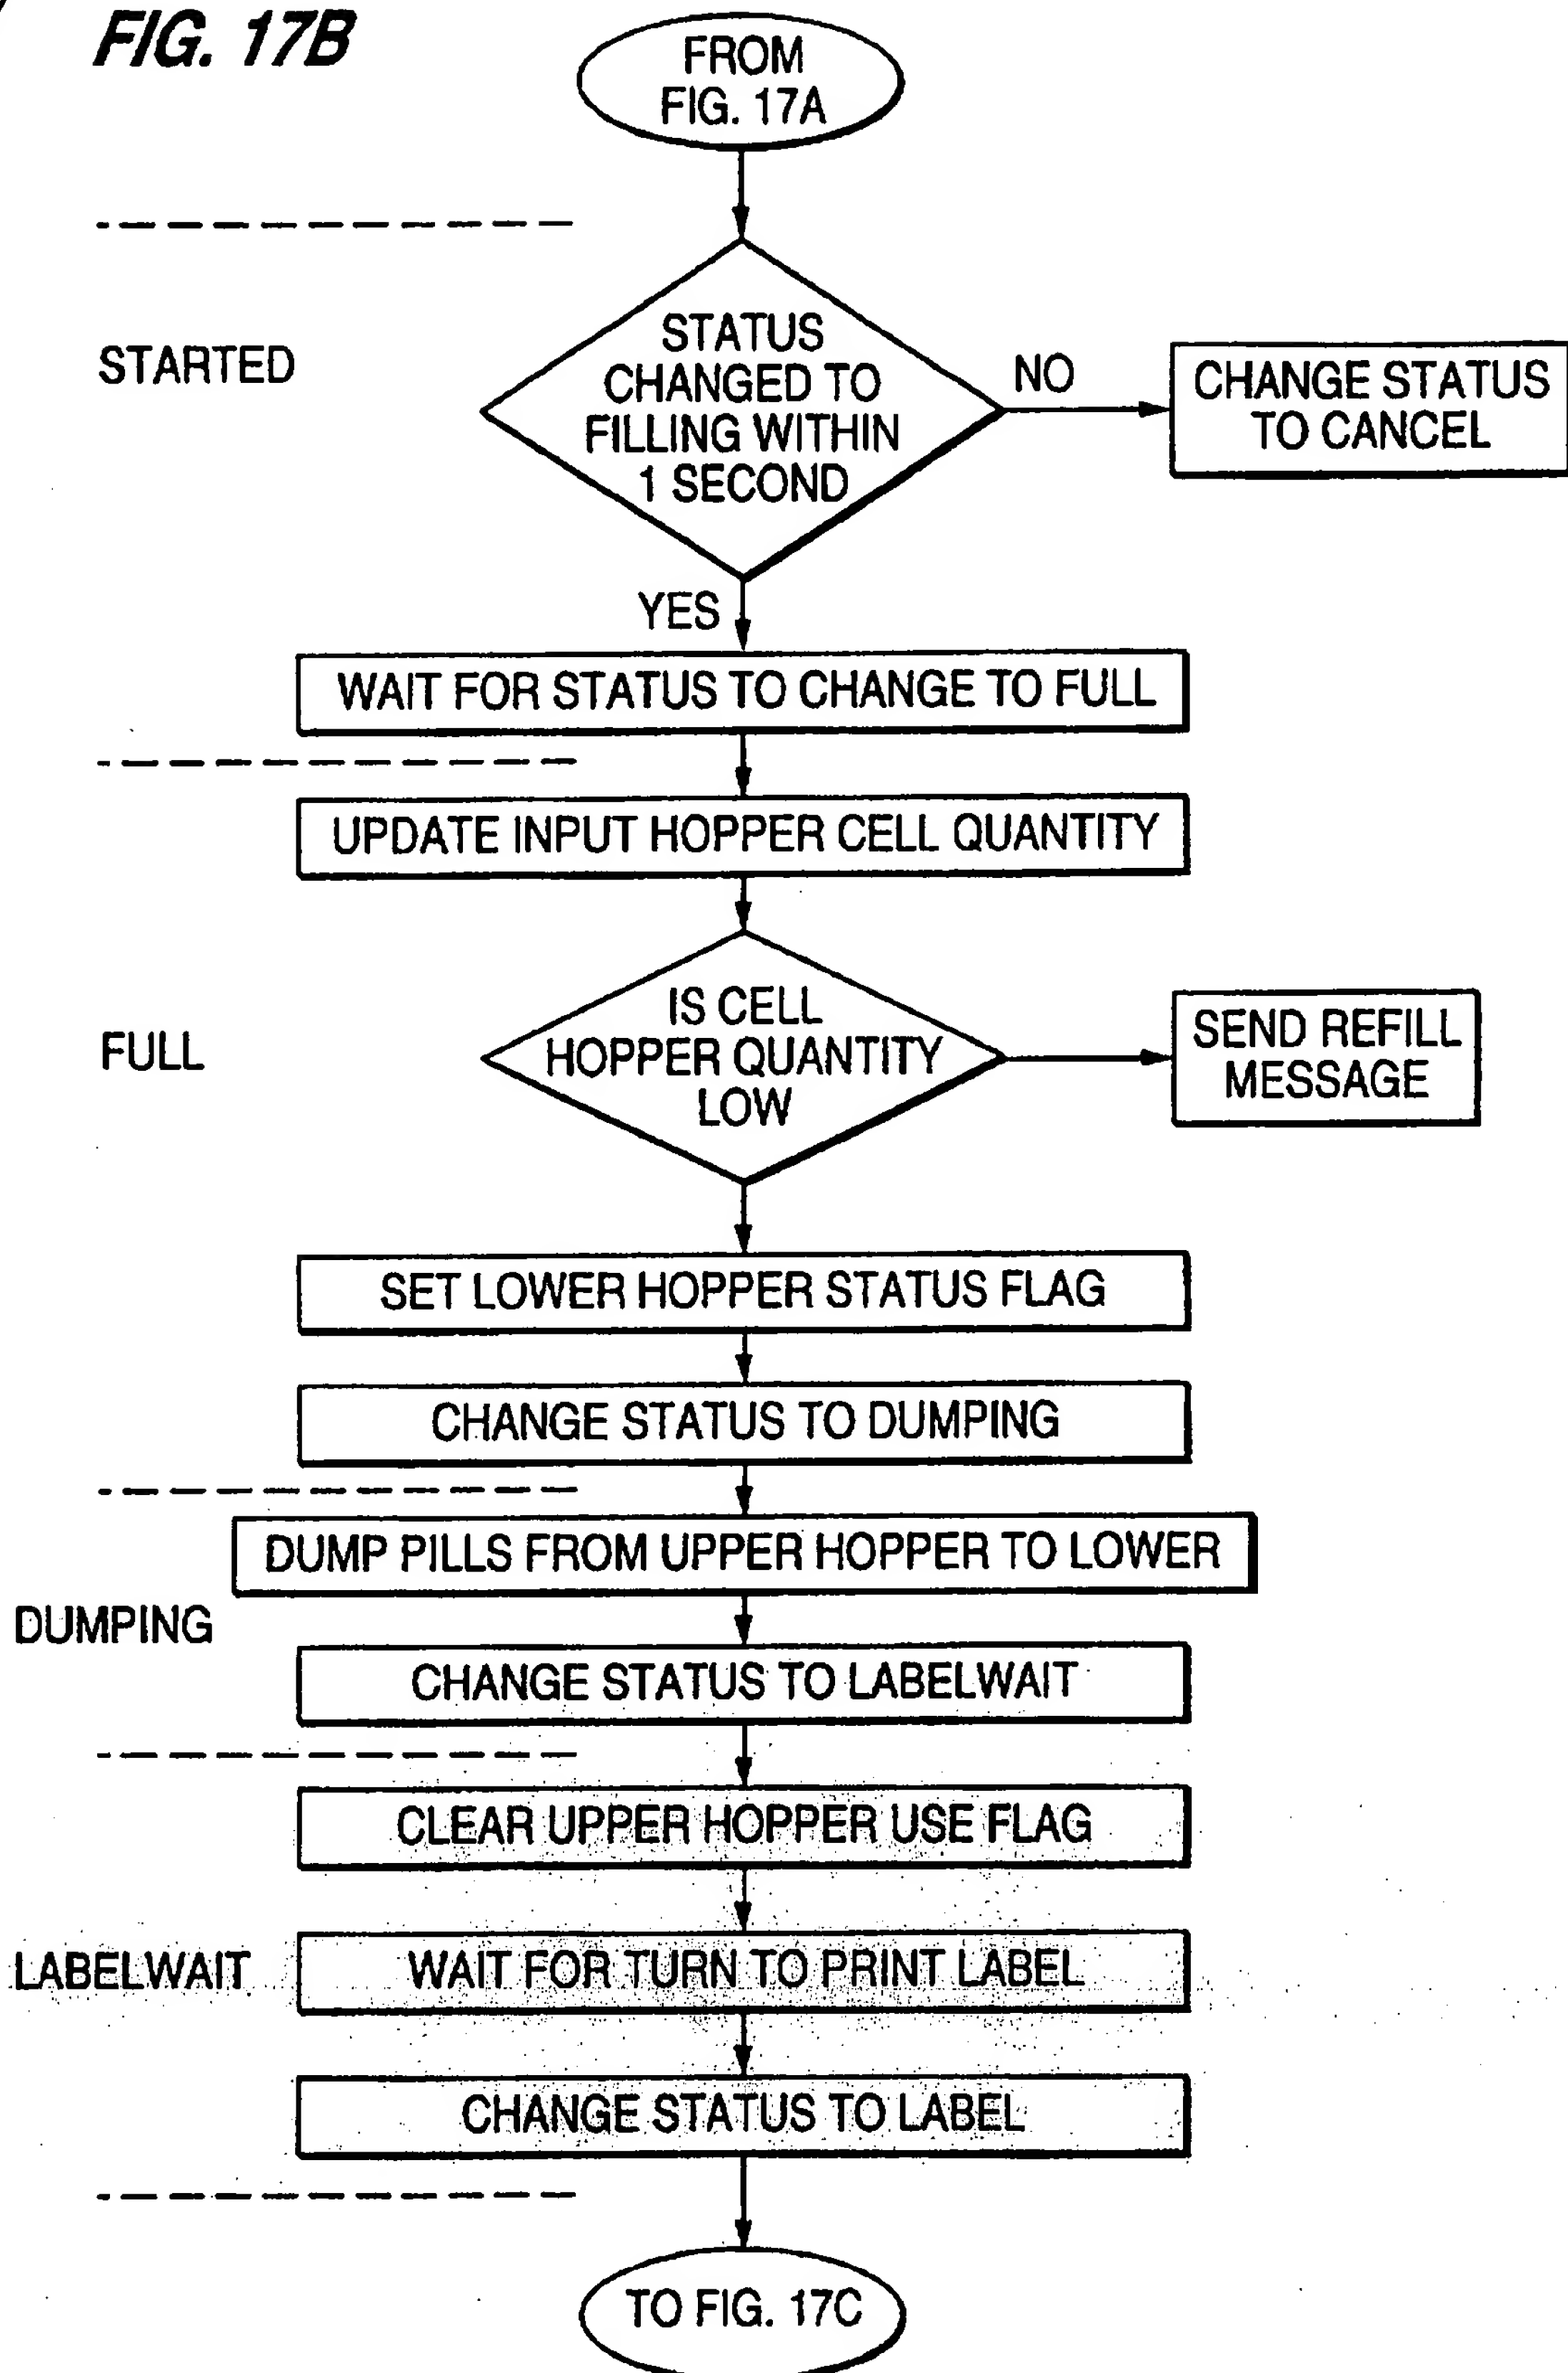 FIG. 17B
FROM
FIG. 17A
STARTED
STATUS
CHANGED TO
FILLING WITHIN
1 SECOND
NO
CHANGE STATUS
TO CANCEL
YES
WAIT FOR STATUS TO CHANGE TO FULL
UPDATE INPUT HOPPER CELL QUANTITY
FULL
IS CELL
HOPPER QUANTITY
LOW
SEND REFILL
MESSAGE
SET LOWER HOPPER STATUS FLAG
CHANGE STATUS TO DUMPING
DUMP PILLS FROM UPPER HOPPER TO LOWER
DUMPING
CHANGE STATUS TO LABELWAIT
CLEAR UPPER HOPPER USE FLAG
LABELWAIT
WAIT FOR TURN TO PRINT LABEL
CHANGE STATUS TO LABEL
TO FIG. 17C